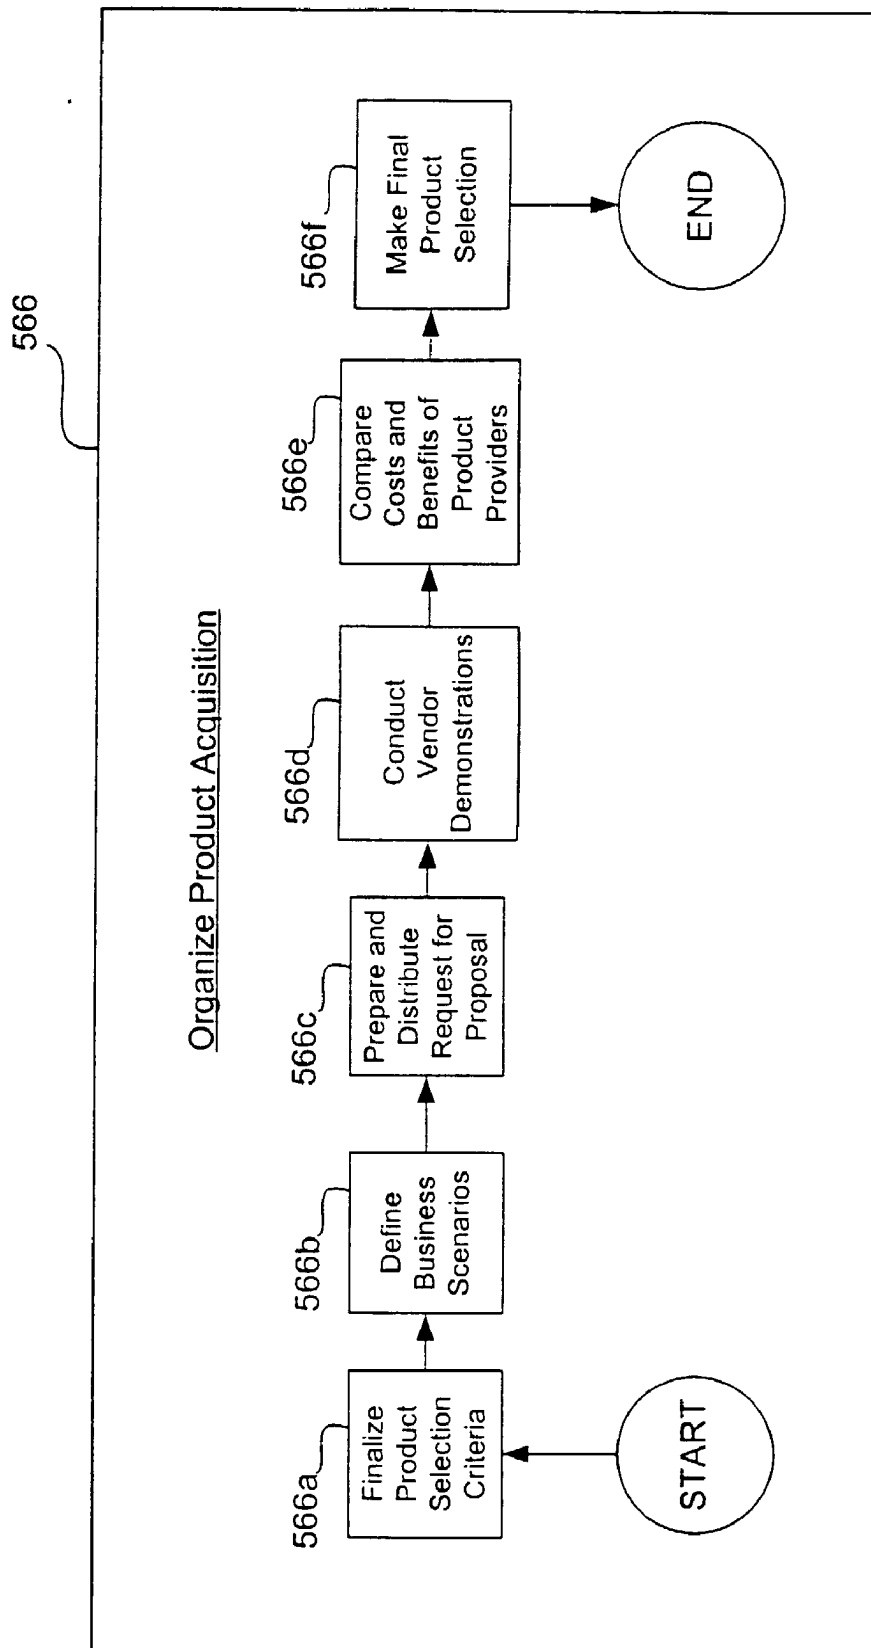 566
Organize Product Acquisition
566a
Finalize
Product
Selection
Criteria
566b
Define
Business
Scenarios
566c
Prepare and
Distribute
Request for
Proposal
566d
Conduct
Vendor
Demonstrations
566e
Compare
Costs and
Benefits of
Product
Providers
566f
Make Final
Product
Selection
START
END